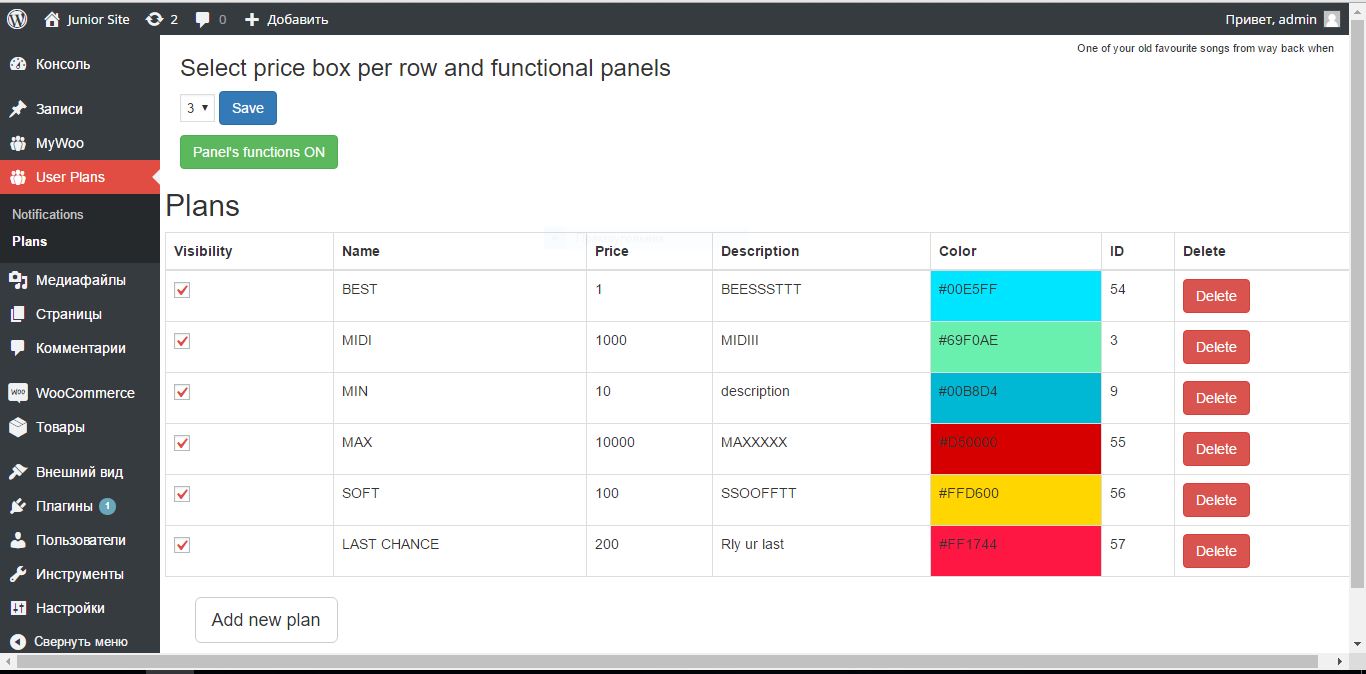 Junior Site 2 0 Добавить Привет, admin
One of your old favourite songs from way back when
Консоль
Записи
MyWoo
User Plans
Notifications
Plans
Медиафайлы
Страницы
Комментарии
WooCommerce
Товары
Внешний вид
Плагины 1
Пользователи
Инструменты
Настройки
Свернуть меню
Select price box per row and functional panels
3 Save
Panel's functions ON
Plans
Visibility Name Price Description Color ID Delete
BEST 1 BEESSSTTT #00E5FF 54 Delete
MIDI 1000 MIDIII #69F0AE 3 Delete
MIN 10 description #00B8D4 9 Delete
MAX 10000 MAXXXXX #D50000 55 Delete
SOFT 100 SSOOFFTT #FFD600 56 Delete
LAST CHANCE 200 Rly ur last #FF1744 57 Delete
Add new plan